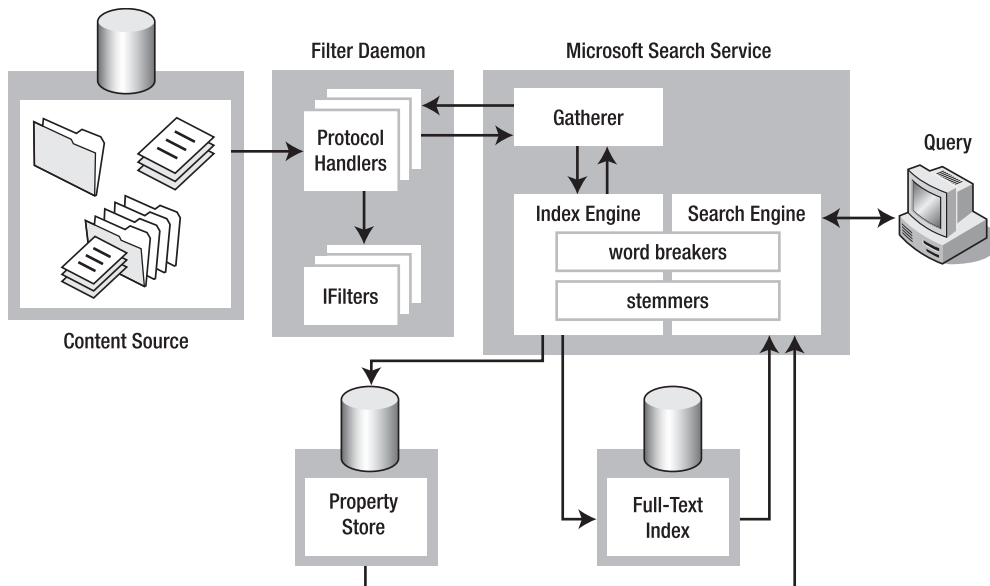 Filter Daemon
Microsoft Search Service
Gatherer
Protocol
Handlers
Query
Index Engine
Search Engine
word breakers
IFilters
stemmers
Content Source
Property
Store
Full-Text
Index